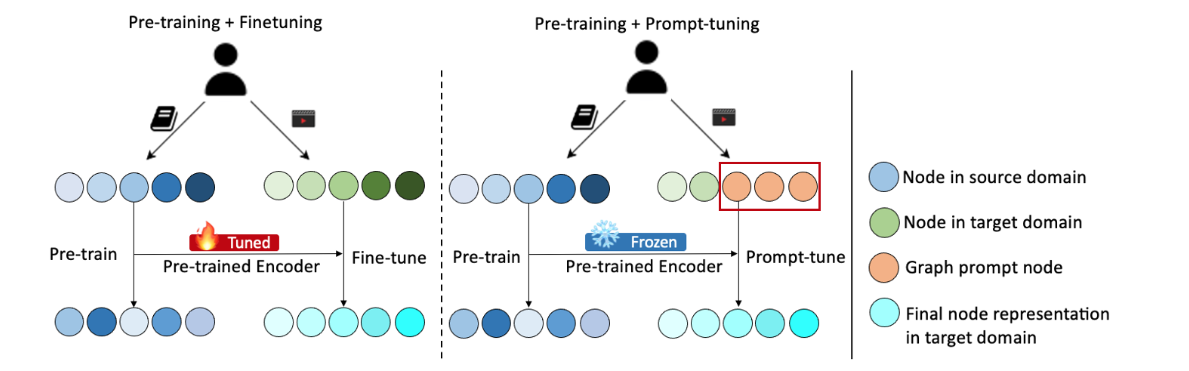 Pre-training + Finetuning
Pre-training + Prompt-tuning
Tuned
Pre-train
Pre-trained Encoder
Fine-tune
Frozen
Pre-train
Pre-trained Encoder
Prompt-tune
Node in source domain
Node in target domain
Graph prompt node
Final node representation
in target domain